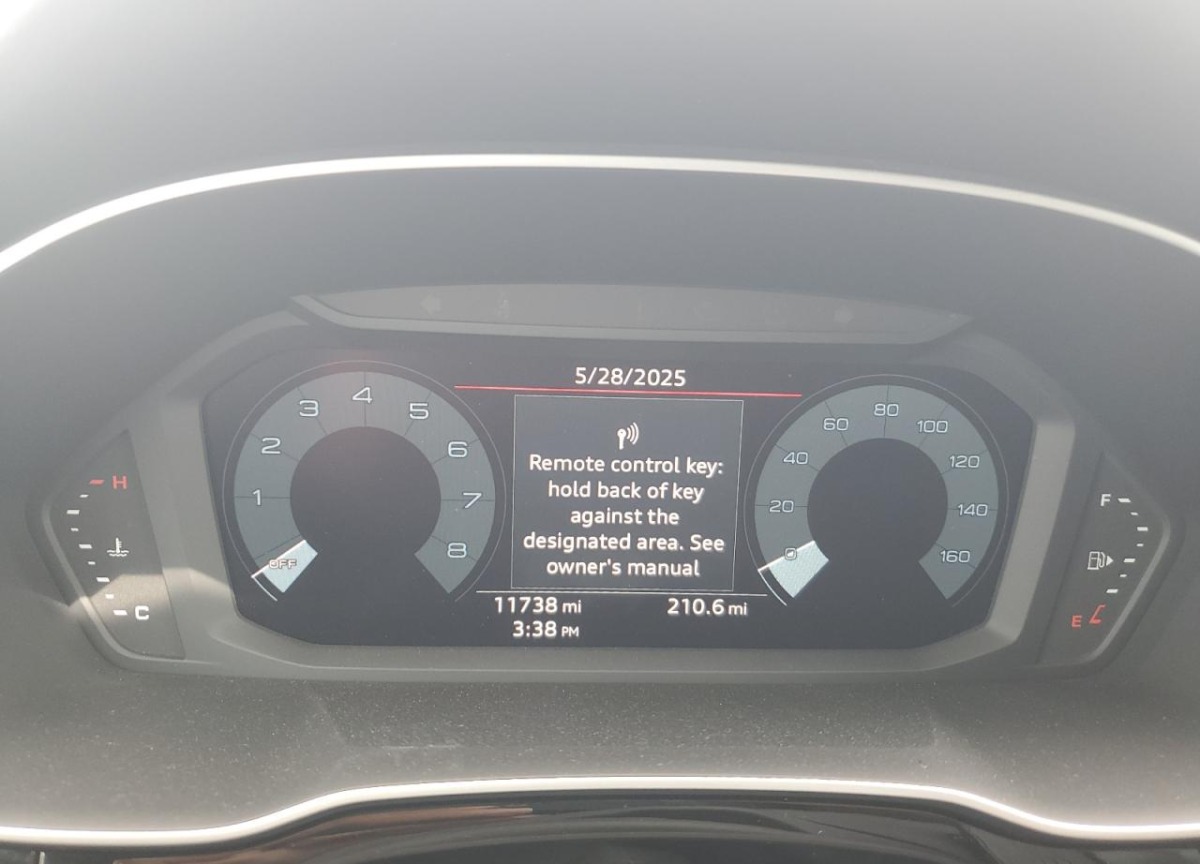 5/28/2025
H
C
OFF
1
2
3
4
5
6
7
8
Remote control key:
hold back of key
against the
designated area. See
owner's manual
11738 mi
210.6 mi
3:38 PM
0
20
40
60
80
100
120
140
160
F
E